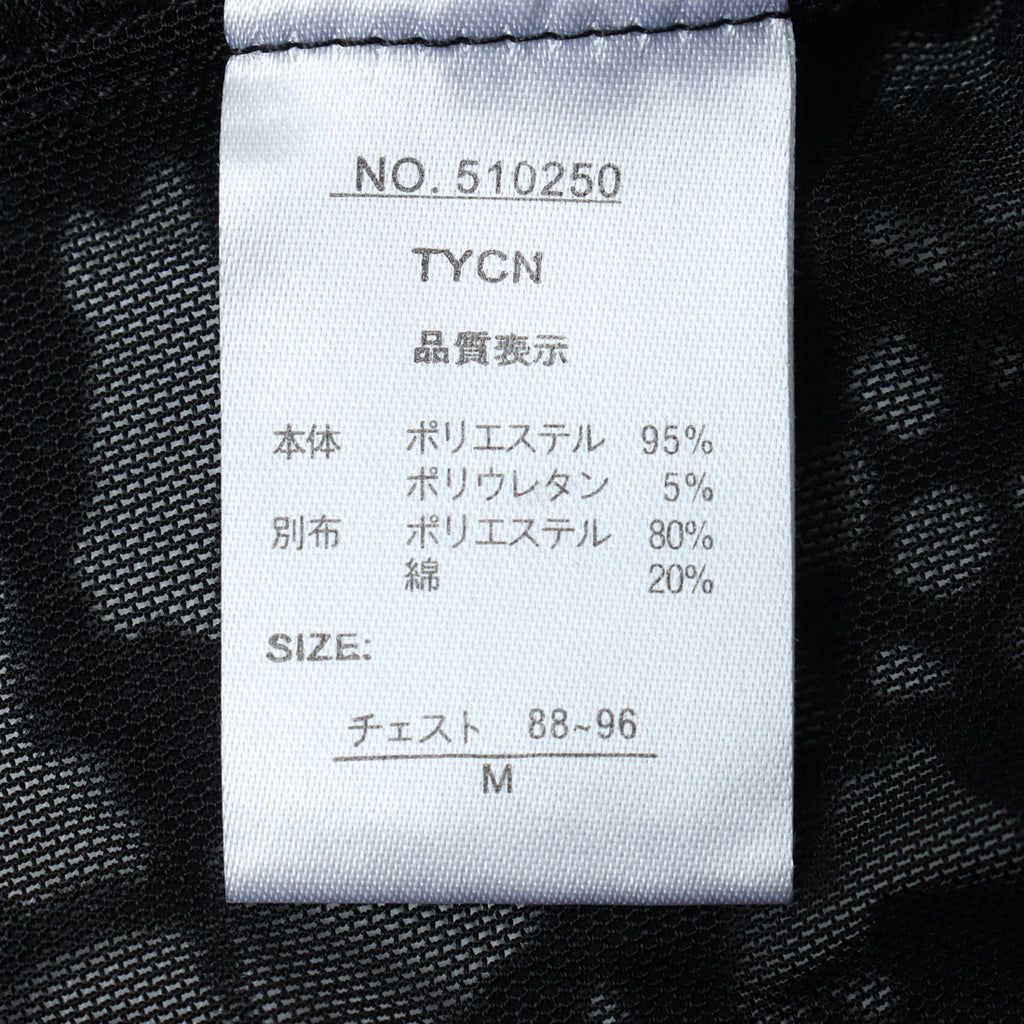 NO. 510250
TYCN
品質表示
本体 ポリエステル 95%
ポリウレタン 5%
別布 ポリエステル 80%
綿 20%
SIZE:
チェスト 88~96
M